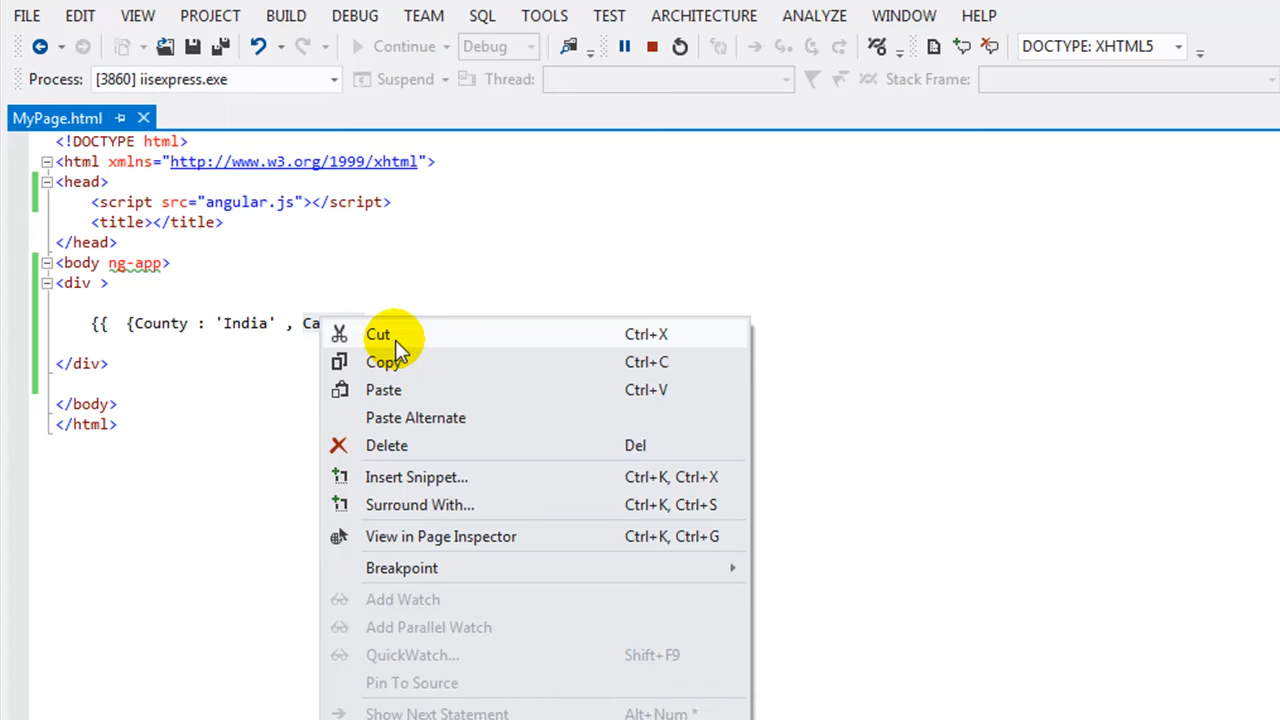 FILE EDIT VIEW PROJECT BUILD DEBUG TEAM SQL TOOLS TEST ARCHITECTURE ANALYZE WINDOW HELP
Continue Debug DOCTYPE: XHTML5
Process: [3860] iisexpress.exe Suspend Thread: Stack Frame:
MyPage.html
<!DOCTYPE html>
<html xmlns="http://www.w3.org/1999/xhtml">
<head>
<script src="angular.js"></script>
<title></title>
</head>
<body ng-app>
<div >
{{ {County : 'India' , Ca
</div>
</body>
</html>
Cut Ctrl+X
Copy Ctrl+C
Paste Ctrl+V
Paste Alternate
Delete Del
Insert Snippet... Ctrl+K, Ctrl+X
Surround With... Ctrl+K, Ctrl+S
View in Page Inspector Ctrl+K, Ctrl+G
Breakpoint
Add Watch
Add Parallel Watch
QuickWatch... Shift+F9
Pin To Source
Show Next Statement Alt+Num *